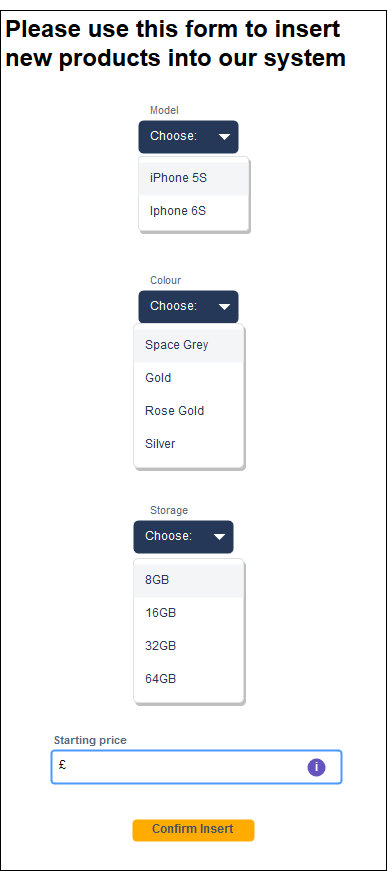 Please use this form to insert
new products into our system
Model
Choose:
iPhone 5S
Iphone 6S
Colour
Choose:
Space Grey
Gold
Rose Gold
Silver
Storage
Choose:
8GB
16GB
32GB
64GB
Starting price
£ i
Confirm Insert